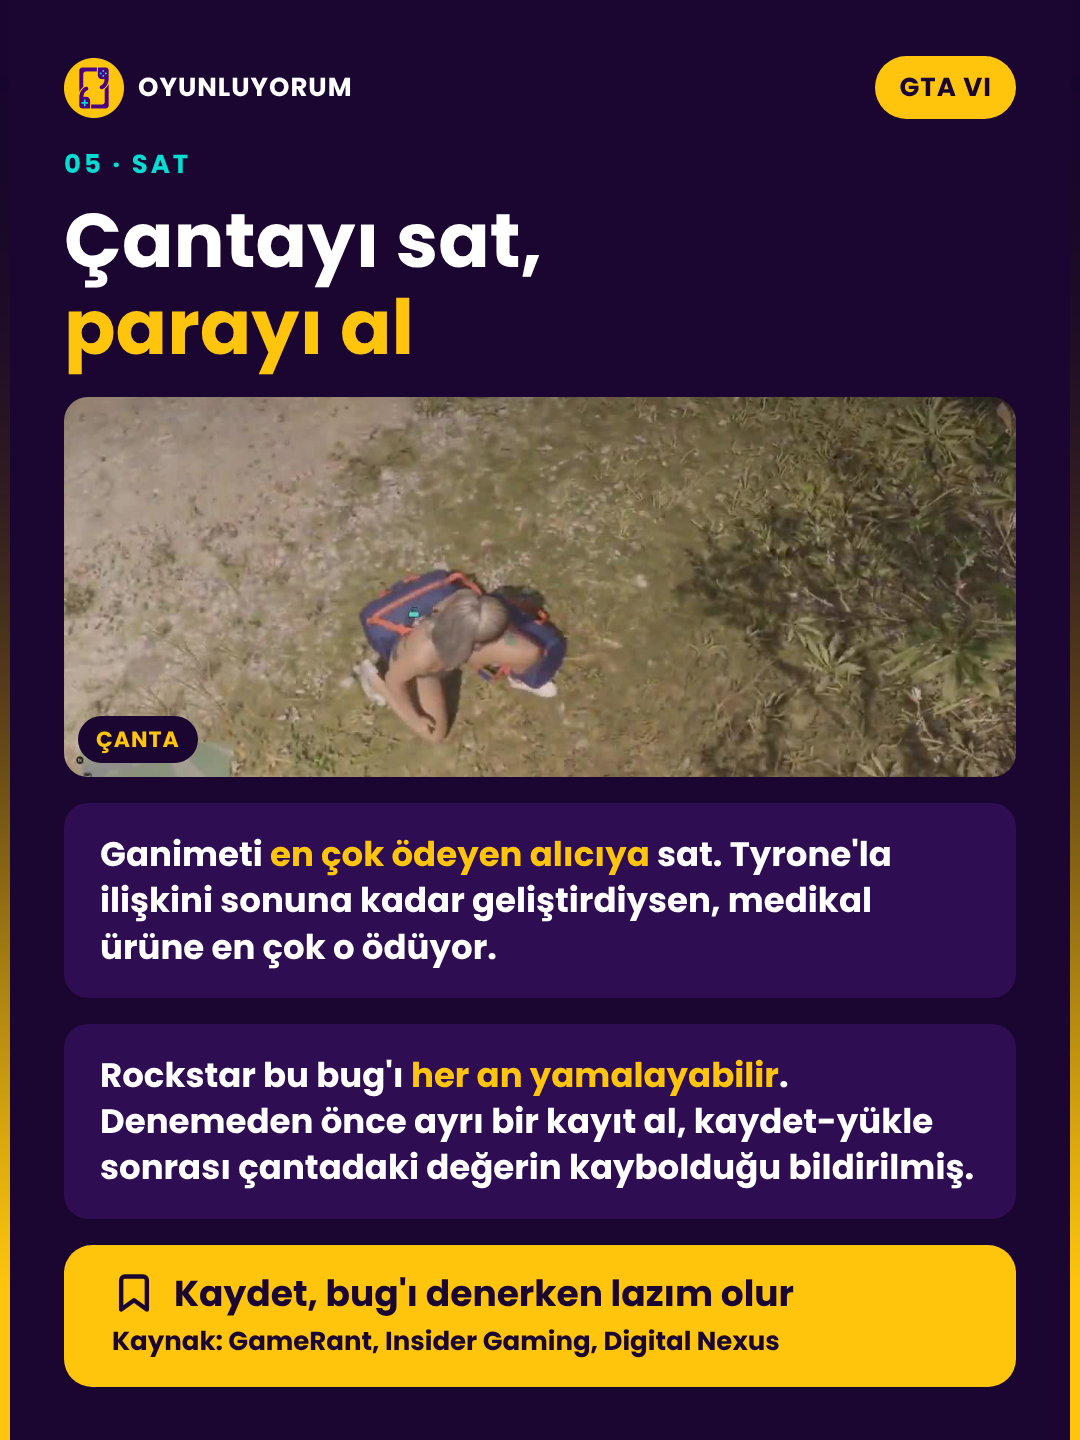 OYUNLUYORUM
GTA VI
05 · SAT
Çantayı sat,
parayı al
ÇANTA
Ganimeti en çok ödeyen alıcıya sat. Tyrone'la
ilişkini sonuna kadar geliştirdiysen, medikal
ürüne en çok o ödüyor.
Rockstar bu bug'ı her an yamalayabilir.
Denemeden önce ayrı bir kayıt al, kaydet-yükle
sonrası çantadaki değerin kaybolduğu bildirilmiş.
Kaydet, bug'ı denerken lazım olur
Kaynak: GameRant, Insider Gaming, Digital Nexus